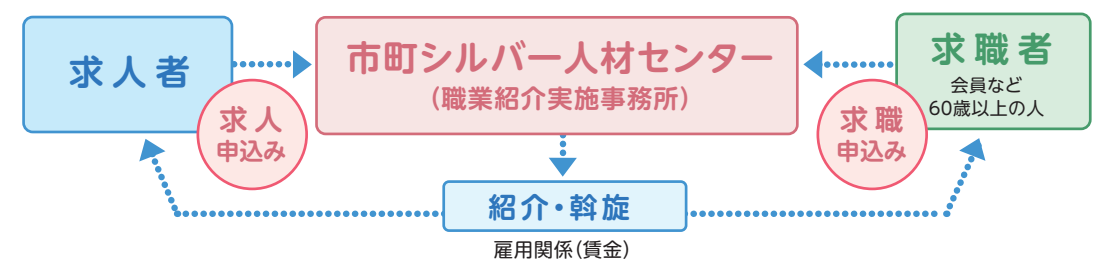 求人者
市町シルバー人材センター
(職業紹介実施事務所)
求職者
会員など
60歳以上の人
求人
申込み
求職
申込み
紹介・斡旋
雇用関係(賃金)